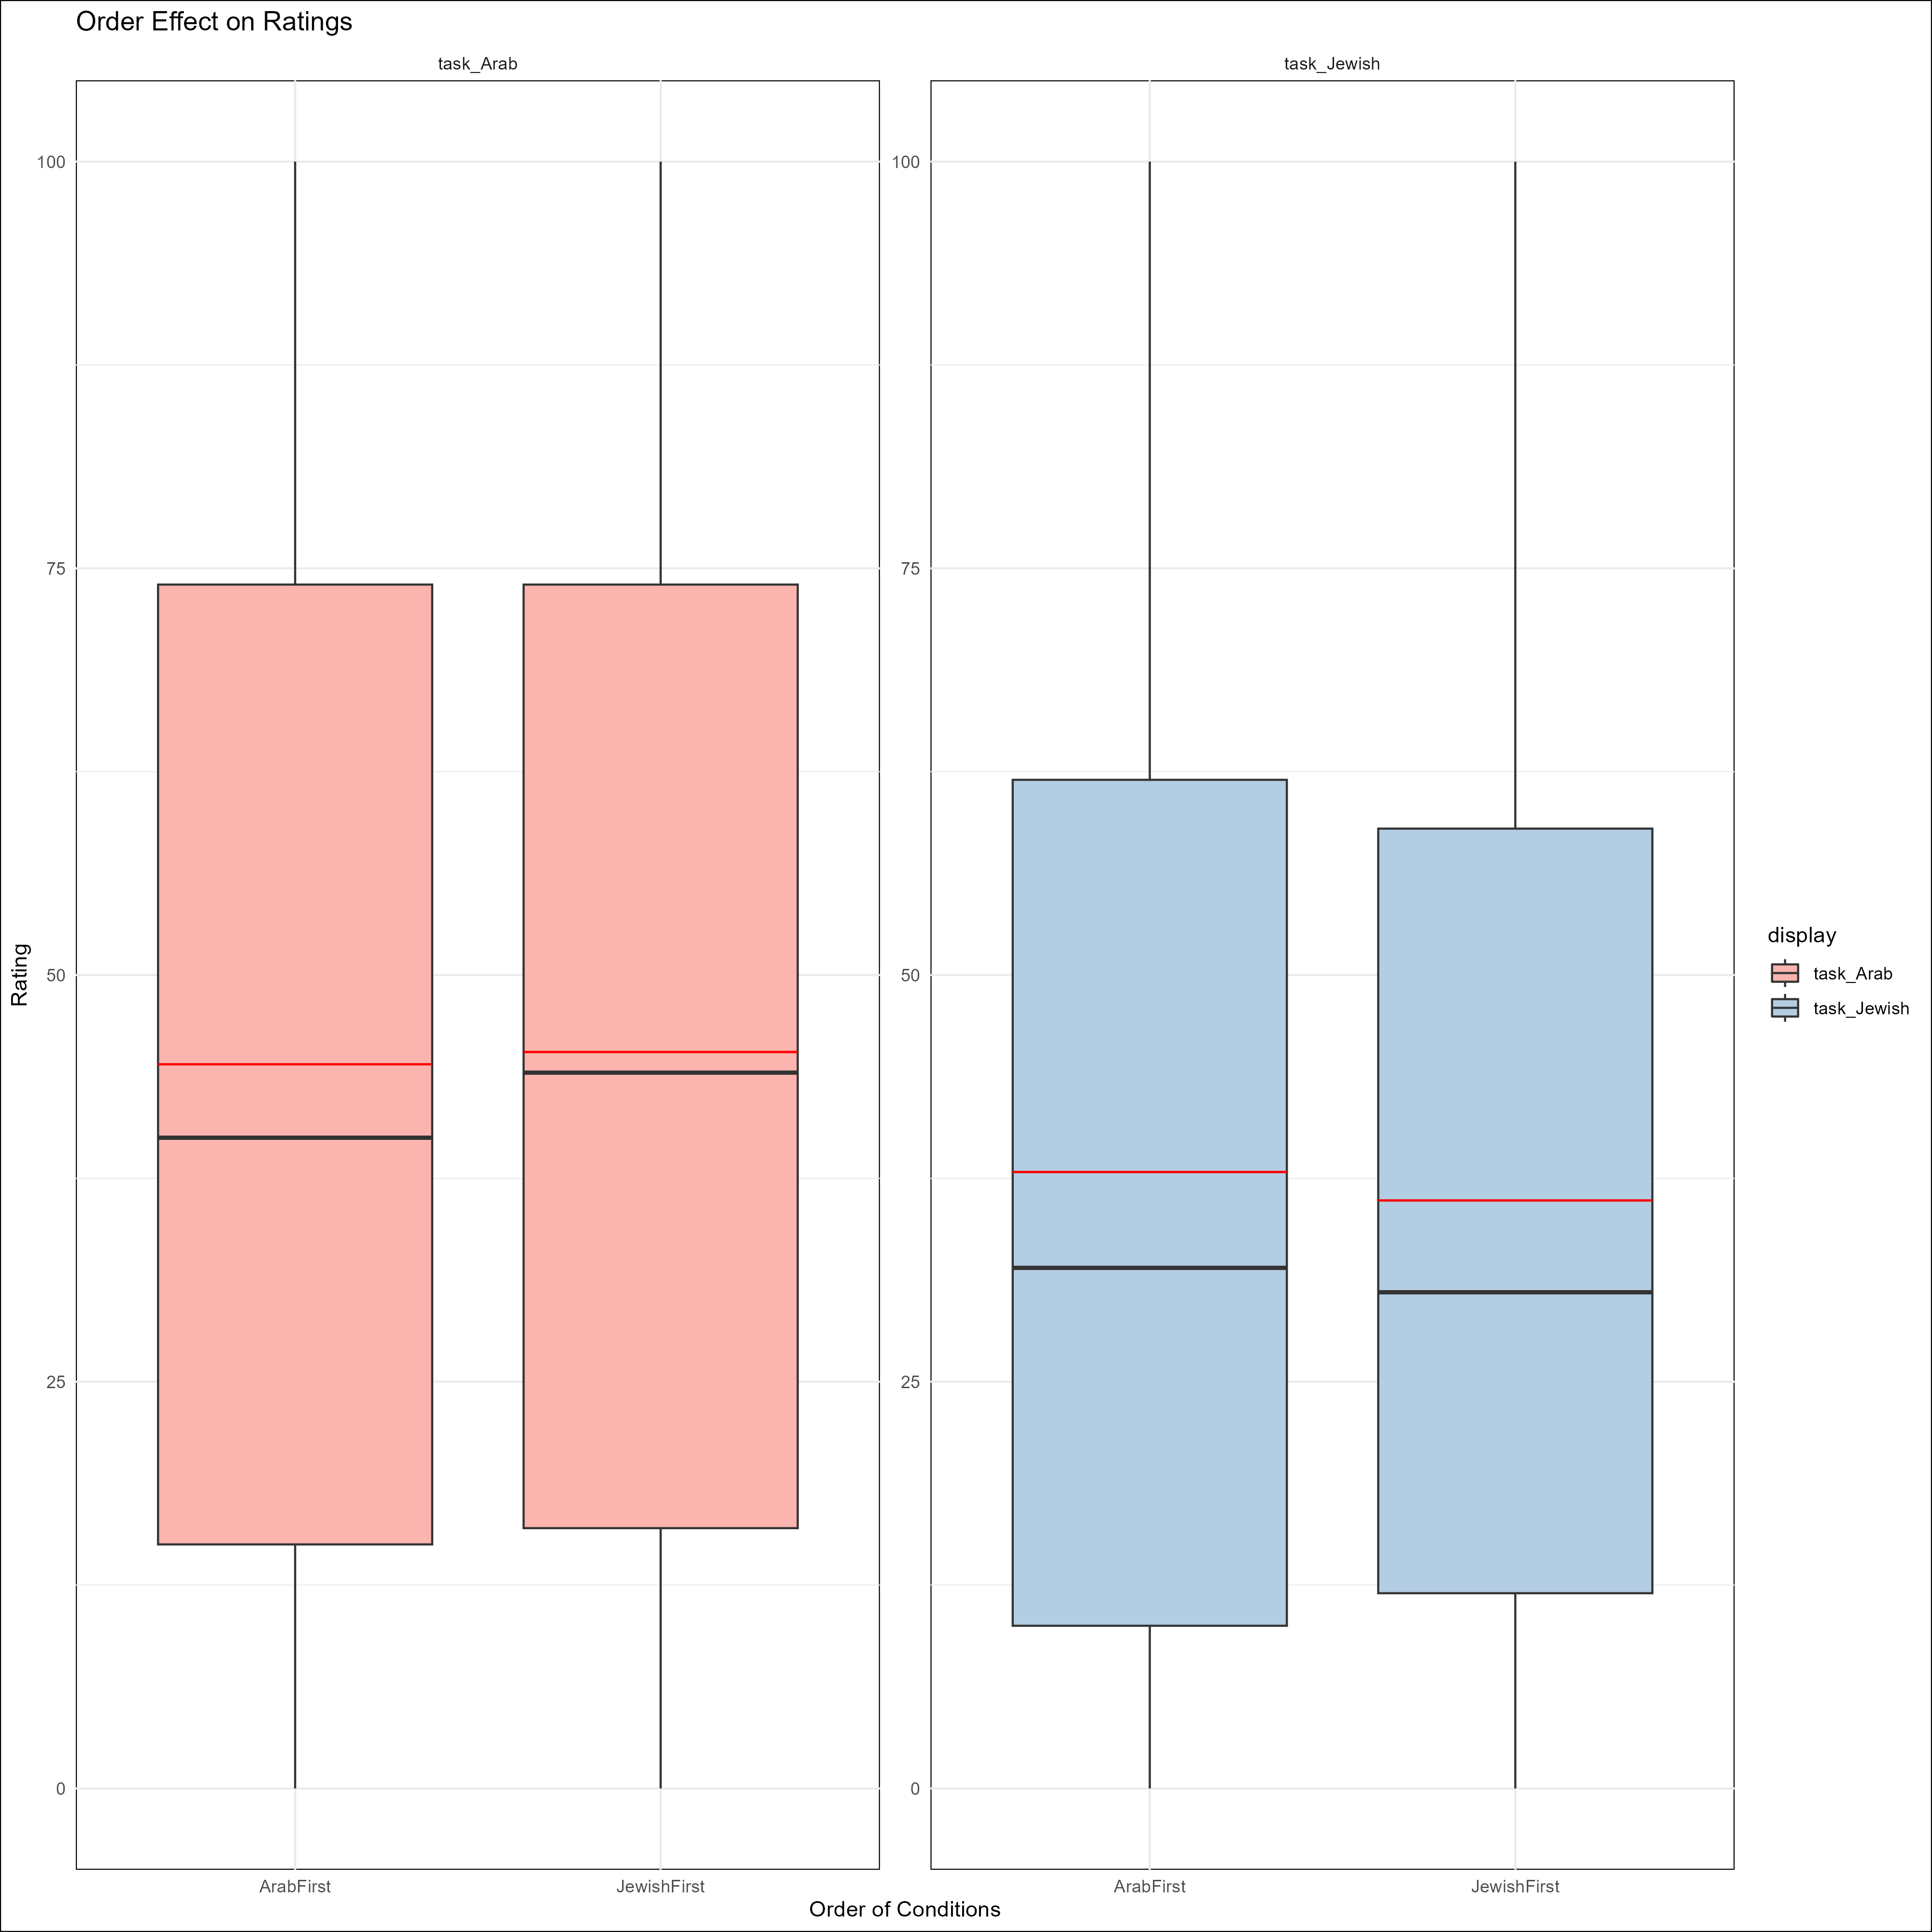 Order Effect on Ratings
task_Arab
task_Jewish
100
75
50
25
0
100
75
50
25
0
Rating
ArabFirst
JewishFirst
ArabFirst
JewishFirst
Order of Conditions
display
task_Arab
task_Jewish